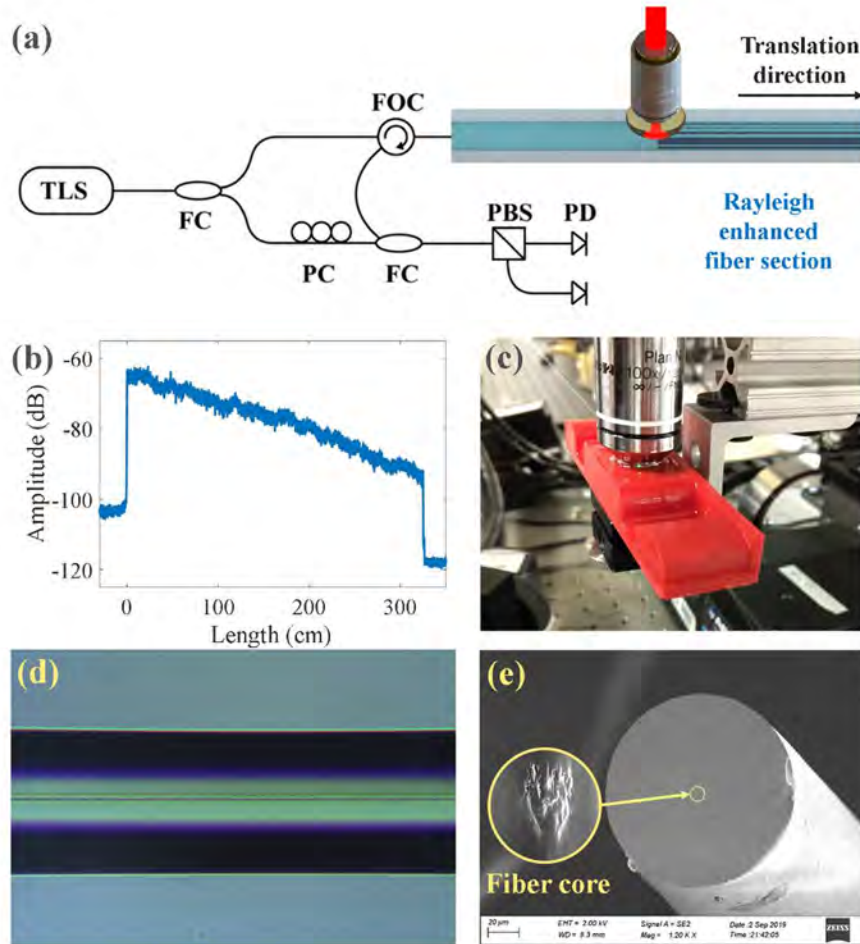 (a)
Translation
direction
FOC
TLS
FC
PC
FC
PBS
PD
Rayleigh
enhanced
fiber section
(b)
-60
-80
-100
-120
Amplitude (dB)
0
100
200
300
Length (cm)
(c)
Plan
100x/
∞/-/
(d)
(e)
Fiber core
20 µm
EHT = 3.00 kV
WD = 8.3 mm
Signal A = SE2
Mag = 1.20 K X
Date :2 Sep 2019
Time :21:42:05
ZEISS